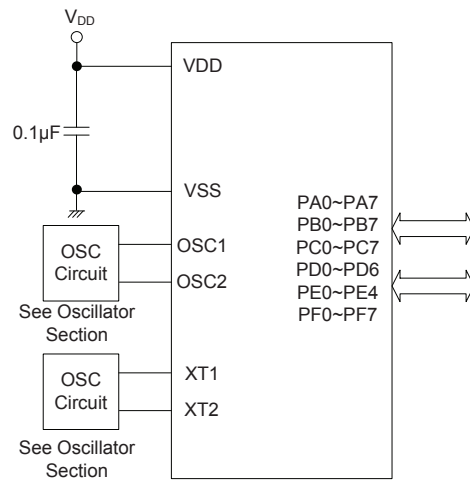 VDD
VDD
0.1µF
VSS
OSC
Circuit
OSC1
OSC2
See Oscillator
Section
OSC
Circuit
XT1
XT2
See Oscillator
Section
PA0~PA7
PB0~PB7
PC0~PC7
PD0~PD6
PE0~PE4
PF0~PF7